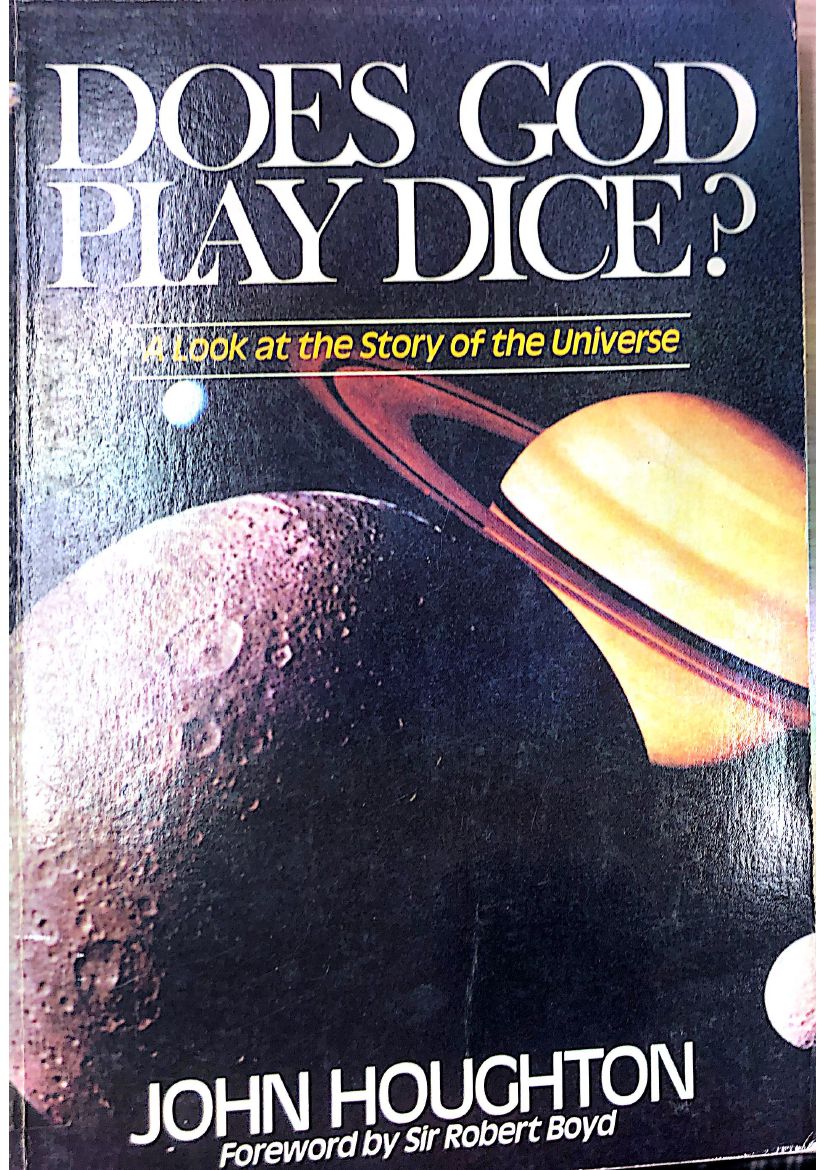 DOES GOD
PLAY DICE?
A Look at the Story of the Universe
JOHN HOUGHTON
Foreword by Sir Robert Boyd